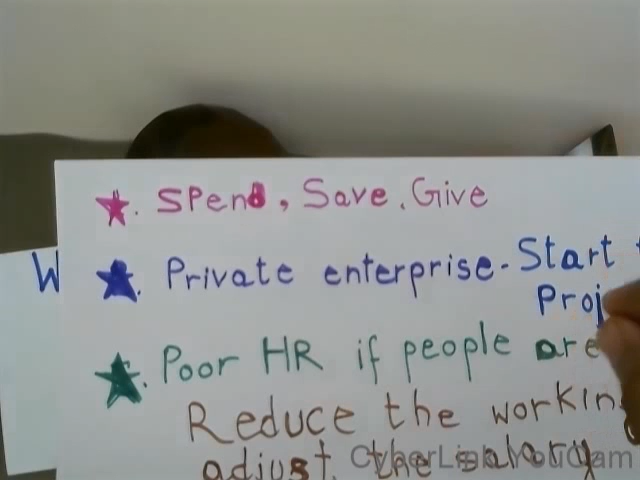 Spend, Save. Give
Private enterprise. Start
Proj
Poor HR if people are
Reduce the workin
adjust the salary
W
CyberLink YouCam